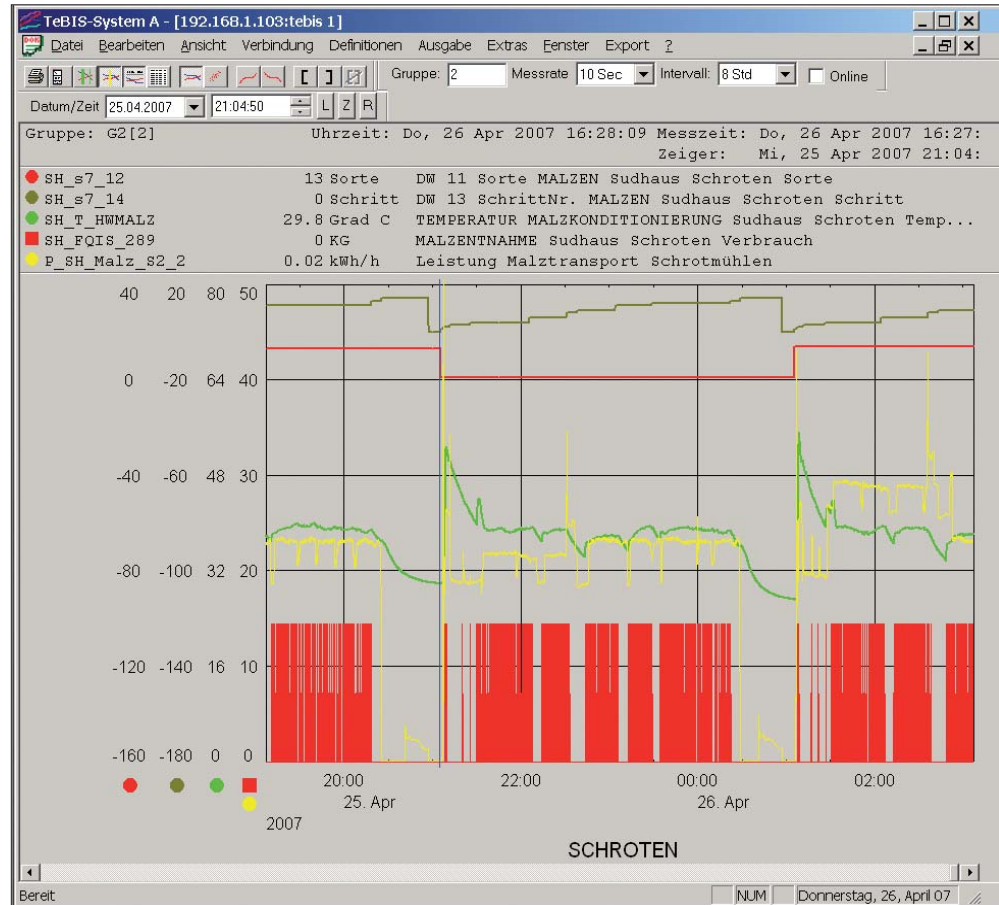 TeBIS-System A - [192.168.1.103:tebis 1]
Datei Bearbeiten Ansicht Verbindung Definitionen Ausgabe Extras Fenster Export ?
Gruppe: 2 Messrate 10 Sec Intervall: 8 Std Online
Datum/Zeit 25.04.2007 21:04:50 L Z R
Gruppe: G2[2] Uhrzeit: Do, 26 Apr 2007 16:28:09 Messzeit: Do, 26 Apr 2007 16:27:
Zeiger: Mi, 25 Apr 2007 21:04:
SH_s7_12 13 Sorte DW 11 Sorte MALZEN Sudhaus Schroten Sorte
SH_s7_14 0 Schritt DW 13 SchrittNr. MALZEN Sudhaus Schroten Schritt
SH_T_HWMALZ 29.8 Grad C TEMPERATUR MALZKONDITIONIERUNG Sudhaus Schroten Temp...
SH_FQIS_289 0 KG MALZENTNAHME Sudhaus Schroten Verbrauch
P_SH_Malz_S2_2 0.02 kWh/h Leistung Malztransport Schrotmühlen
40 20 80 50
0 -20 64 40
-40 -60 48 30
-80 -100 32 20
-120 -140 16 10
-160 -180 0 0
20:00 22:00 00:00 02:00
25. Apr 26. Apr
2007
SCHROTEN
Bereit NUM Donnerstag, 26, April 07